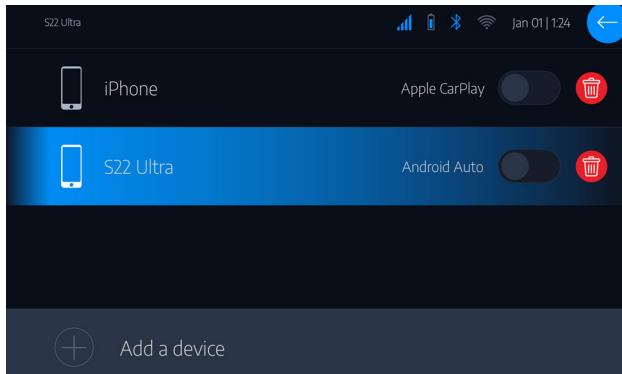 S22 Ultra Jan 01 | 1:24
iPhone Apple CarPlay
S22 Ultra Android Auto
Add a device